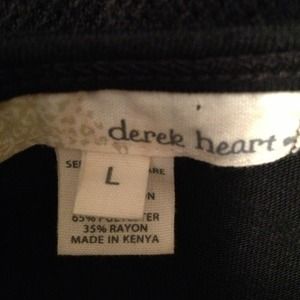 derek heart
L
65% POLYESTER
35% RAYON
MADE IN KENYA